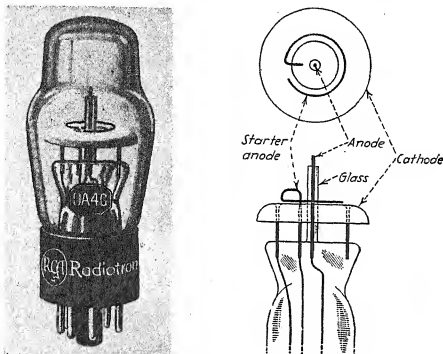 0A4G
RCA Radiotron
Starter
anode
Anode
Cathode
Glass